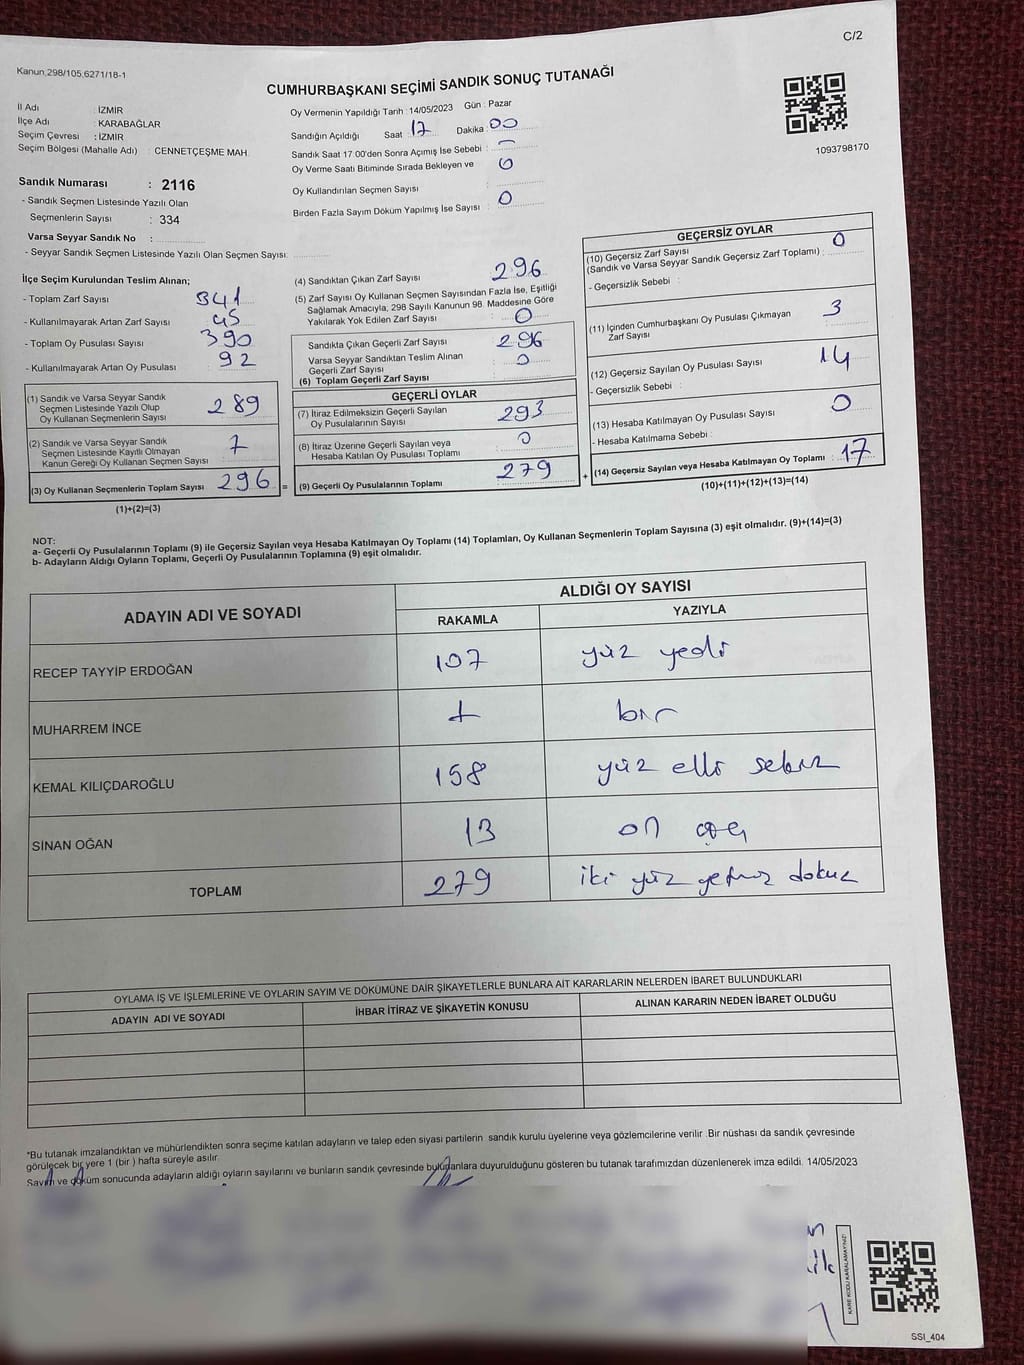 C/2
Kanun,298/105,6271/18-1
CUMHURBAŞKANI SEÇİMİ SANDIK SONUÇ TUTANAĞI
İl Adı : İZMİR
İlçe Adı : KARABAĞLAR
Seçim Çevresi : İZMİR
Seçim Bölgesi (Mahalle Adı) : CENNETÇEŞME MAH.
Sandık Numarası : 2116
- Sandık Seçmen Listesinde Yazılı Olan
Seçmenlerin Sayısı : 334
Varsa Seyyar Sandık No :
- Seyyar Sandık Seçmen Listesinde Yazılı Olan Seçmen Sayısı:
Oy Vermenin Yapıldığı Tarih : 14/05/2023 Gün : Pazar
Sandığın Açıldığı Saat : 17 Dakika : 00
Sandık Saat 17.00'den Sonra Açımış İse Sebebi : -
Oy Verme Saati Bitiminde Sırada Bekleyen ve : 0
Oy Kullandırılan Seçmen Sayısı
Birden Fazla Sayım Döküm Yapılmış İse Sayısı : 0
1093798170
İlçe Seçim Kurulundan Teslim Alınan;
- Toplam Zarf Sayısı : 341
- Kullanılmayarak Artan Zarf Sayısı : 45
- Toplam Oy Pusulası Sayısı : 390
- Kullanılmayarak Artan Oy Pusulası : 92
(1) Sandık ve Varsa Seyyar Sandık
Seçmen Listesinde Yazılı Olup
Oy Kullanan Seçmenlerin Sayısı : 289
(2) Sandık ve Varsa Seyyar Sandık
Seçmen Listesinde Kayıtlı Olmayan
Kanun Gereği Oy Kullanan Seçmen Sayısı : 7
(3) Oy Kullanan Seçmenlerin Toplam Sayısı : 296 =
(1)+(2)=(3)
(4) Sandıktan Çıkan Zarf Sayısı : 296
(5) Zarf Sayısı Oy Kullanan Seçmen Sayısından Fazla İse, Eşitliği
Sağlamak Amacıyla, 298 Sayılı Kanunun 98. Maddesine Göre
Yakılarak Yok Edilen Zarf Sayısı : 0
Sandıkta Çıkan Geçerli Zarf Sayısı : 296
Varsa Seyyar Sandıktan Teslim Alınan
Geçerli Zarf Sayısı : 0
(6) Toplam Geçerli Zarf Sayısı
GEÇERLİ OYLAR
(7) İtiraz Edilmeksizin Geçerli Sayılan
Oy Pusulalarının Sayısı : 293
(8) İtiraz Üzerine Geçerli Sayılan veya
Hesaba Katılan Oy Pusulası Toplamı : 0
(9) Geçerli Oy Pusulalarının Toplamı : 279 +
GEÇERSİZ OYLAR
(10) Geçersiz Zarf Sayısı
(Sandık ve Varsa Seyyar Sandık Geçersiz Zarf Toplamı) : 0
- Geçersizlik Sebebi :
(11) İçinden Cumhurbaşkanı Oy Pusulası Çıkmayan
Zarf Sayısı : 3
(12) Geçersiz Sayılan Oy Pusulası Sayısı : 14
- Geçersizlik Sebebi :
(13) Hesaba Katılmayan Oy Pusulası Sayısı : 0
- Hesaba Katılmama Sebebi :
(14) Geçersiz Sayılan veya Hesaba Katılmayan Oy Toplamı : 17
(10)+(11)+(12)+(13)=(14)
NOT:
a- Geçerli Oy Pusulalarının Toplamı (9) ile Geçersiz Sayılan veya Hesaba Katılmayan Oy Toplamı (14) Toplamları, Oy Kullanan Seçmenlerin Toplam Sayısına (3) eşit olmalıdır. (9)+(14)=(3)
b- Adayların Aldığı Oyların Toplamı, Geçerli Oy Pusulalarının Toplamına (9) eşit olmalıdır.
ADAYIN ADI VE SOYADI
ALDIĞI OY SAYISI
RAKAMLA YAZIYLA
RECEP TAYYİP ERDOĞAN 107 yüz yedi
MUHARREM İNCE 1 bir
KEMAL KILIÇDAROĞLU 158 yüz elli sekiz
SİNAN OĞAN 13 on üç
TOPLAM 279 iki yüz yetmiş dokuz
OYLAMA İŞ VE İŞLEMLERİNE VE OYLARIN SAYIM VE DÖKÜMÜNE DAİR ŞİKAYETLERLE BUNLARA AİT KARARLARIN NELERDEN İBARET BULUNDUKLARI
ADAYIN ADI VE SOYADI İHBAR İTİRAZ VE ŞİKAYETİN KONUSU ALINAN KARARIN NEDEN İBARET OLDUĞU
*Bu tutanak imzalandıktan ve mühürlendikten sonra seçime katılan adayların ve talep eden siyasi partilerin sandık kurulu üyelerine veya gözlemcilerine verilir .Bir nüshası da sandık çevresinde
görülecek bir yere 1 (bir ) hafta süreyle asılır.
Sayım ve döküm sonucunda adayların aldığı oyların sayılarını ve bunların sandık çevresinde bulunanlara duyurulduğunu gösteren bu tutanak tarafımızdan düzenlenerek imza edildi. 14/05/2023
KARE KODU KARALAMAYINIZ!
SSI_404